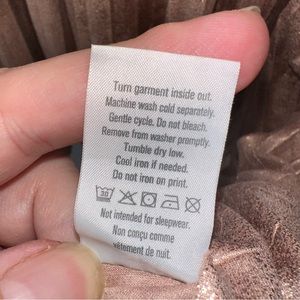 Turn garment inside out.
Machine wash cold separately.
Gentle cycle. Do not bleach.
Remove from washer promptly.
Tumble dry low.
Cool iron if needed.
Do not iron on print.
30
Not intended for sleepwear.
Non conçu comme
vêtement de nuit.